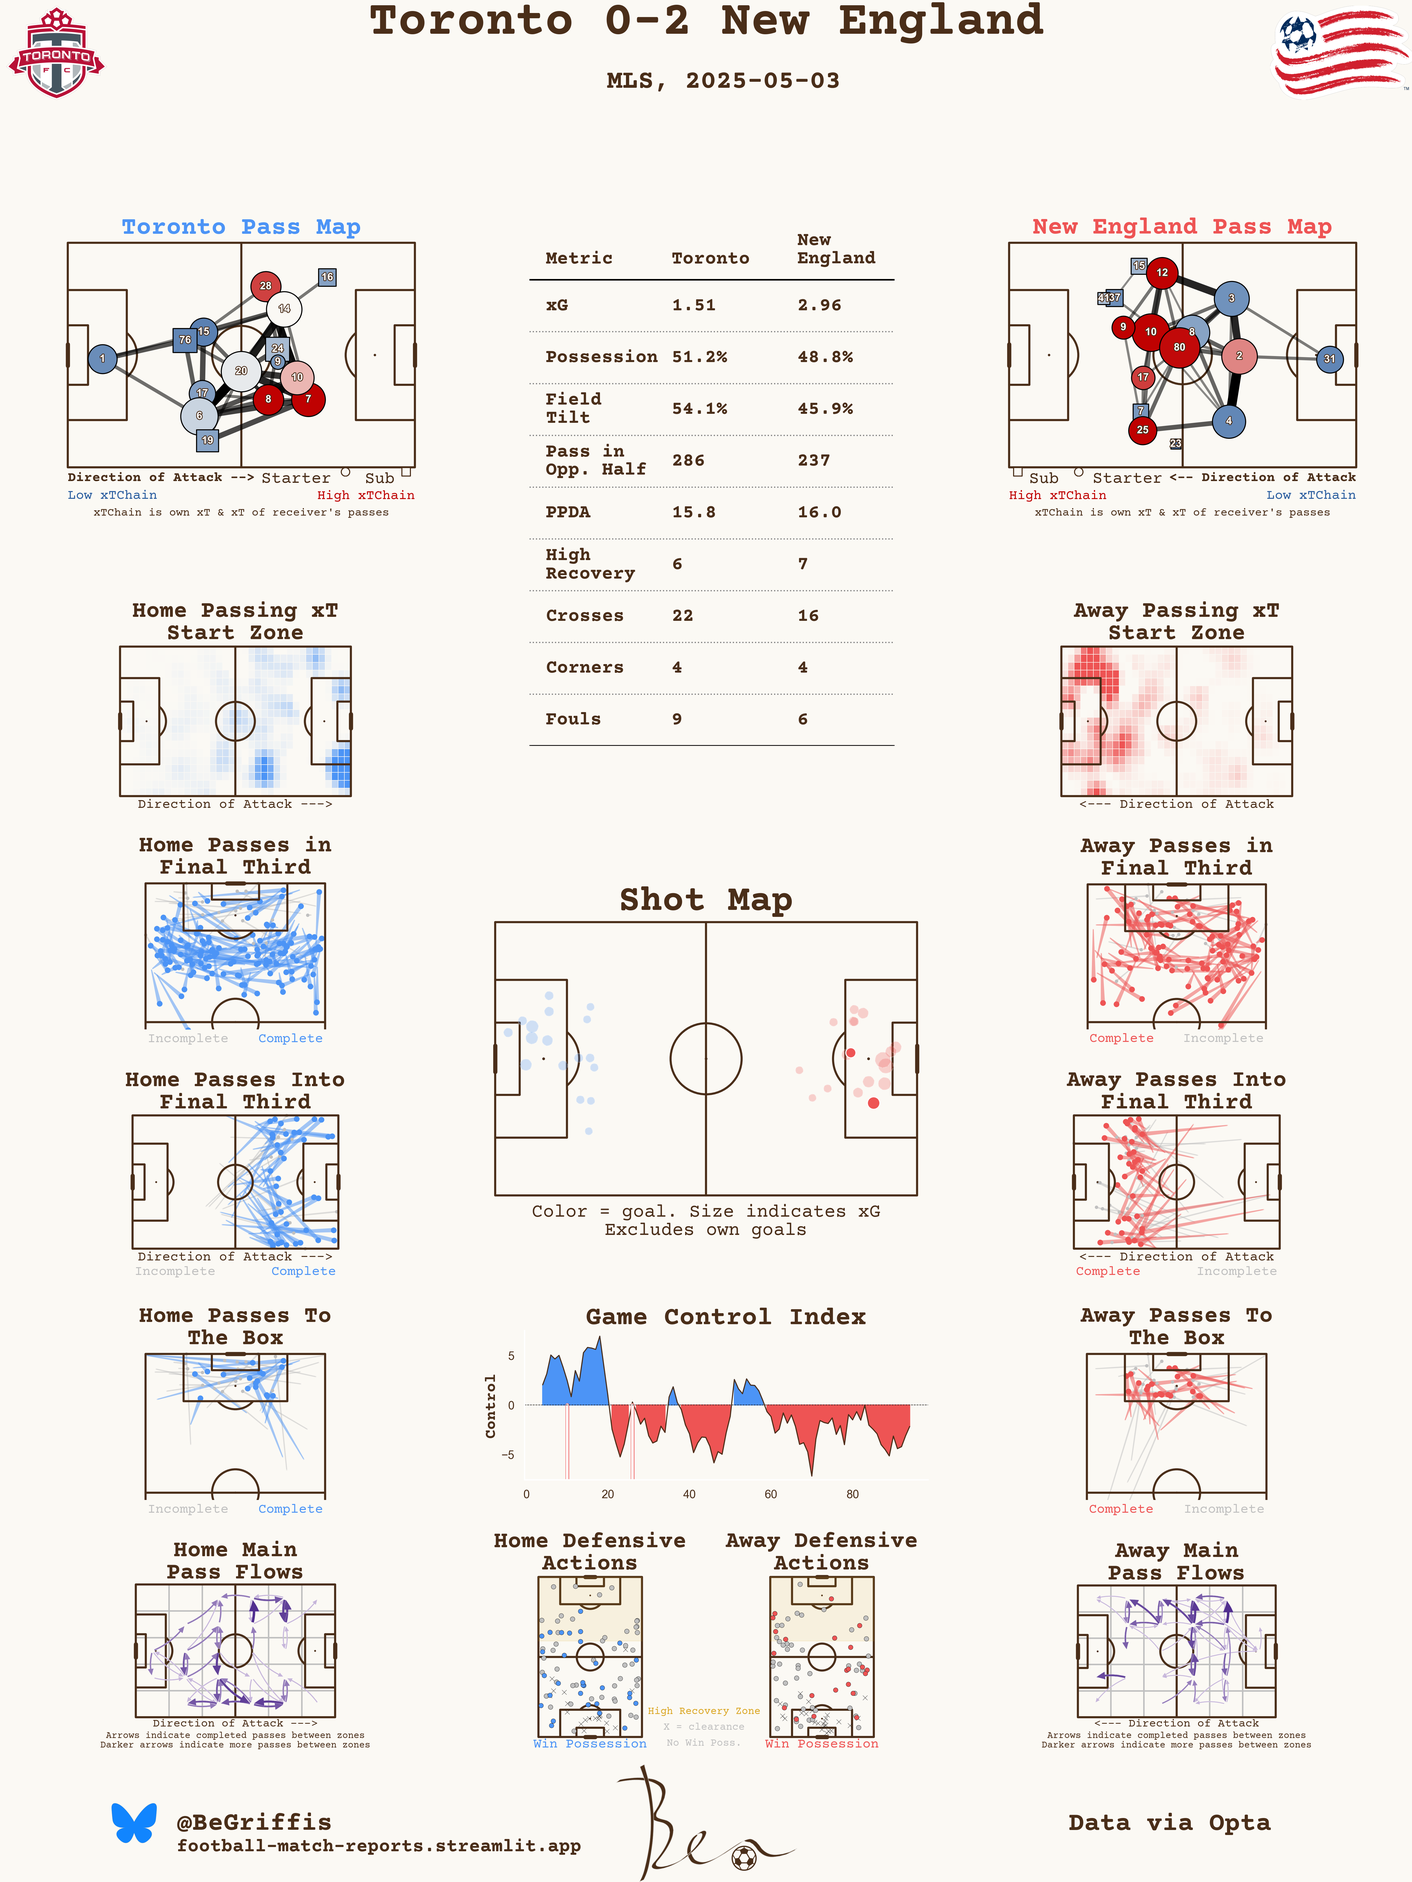 Toronto 0-2 New England
MLS, 2025-05-03
TORONTO
F C
TM
Toronto Pass Map
1
76
15
17
6
19
20
28
14
24
9
10
8
7
16
Direction of Attack --> Starter Sub
Low xTChain High xTChain
xTChain is own xT & xT of receiver's passes
Metric Toronto New England
xG 1.51 2.96
Possession 51.2% 48.8%
Field Tilt 54.1% 45.9%
Pass in Opp. Half 286 237
PPDA 15.8 16.0
High Recovery 6 7
Crosses 22 16
Corners 4 4
Fouls 9 6
New England Pass Map
15
12
37
3
9
10
8
80
2
31
17
7
25
4
23
Sub Starter <-- Direction of Attack
High xTChain Low xTChain
xTChain is own xT & xT of receiver's passes
Home Passing xT
Start Zone
Direction of Attack --->
Away Passing xT
Start Zone
<--- Direction of Attack
Home Passes in
Final Third
Incomplete Complete
Away Passes in
Final Third
Complete Incomplete
Shot Map
Color = goal. Size indicates xG
Excludes own goals
Home Passes Into
Final Third
Direction of Attack --->
Incomplete Complete
Away Passes Into
Final Third
<--- Direction of Attack
Complete Incomplete
Home Passes To
The Box
Incomplete Complete
Game Control Index
Control
5
0
−5
0 20 40 60 80
Away Passes To
The Box
Complete Incomplete
Home Main
Pass Flows
Direction of Attack --->
Arrows indicate completed passes between zones
Darker arrows indicate more passes between zones
Home Defensive
Actions
Win Possession
High Recovery Zone
X = clearance
No Win Poss.
Away Defensive
Actions
Win Possession
Away Main
Pass Flows
<--- Direction of Attack
Arrows indicate completed passes between zones
Darker arrows indicate more passes between zones
@BeGriffis
football-match-reports.streamlit.app
Ben
Data via Opta